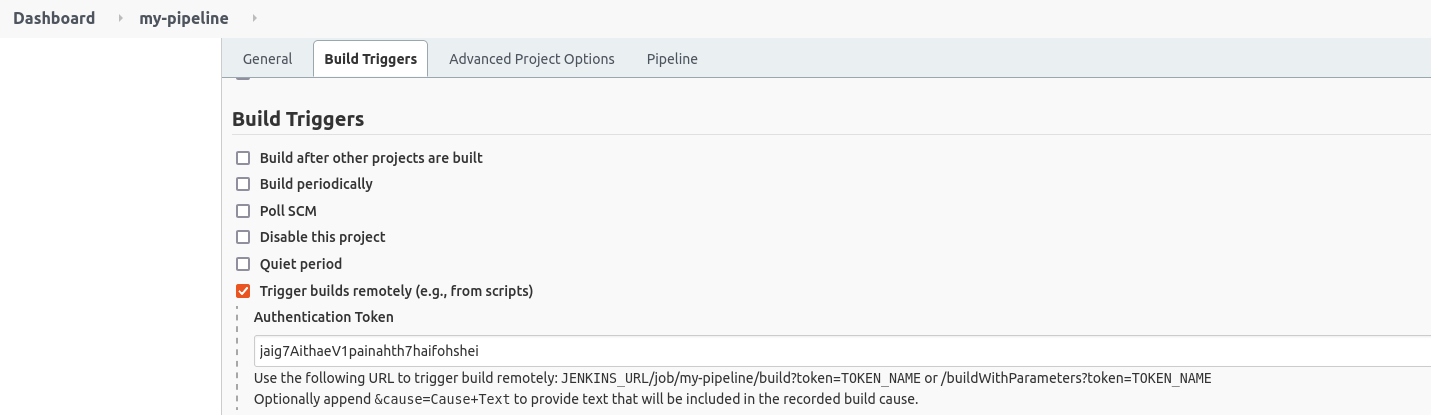 Dashboard my-pipeline
General Build Triggers Advanced Project Options Pipeline
Build Triggers
Build after other projects are built
Build periodically
Poll SCM
Disable this project
Quiet period
Trigger builds remotely (e.g., from scripts)
Authentication Token
jaig7AithaeV1painahth7haifohshei
Use the following URL to trigger build remotely: JENKINS_URL/job/my-pipeline/build?token=TOKEN_NAME or /buildWithParameters?token=TOKEN_NAME
Optionally append &cause=Cause+Text to provide text that will be included in the recorded build cause.